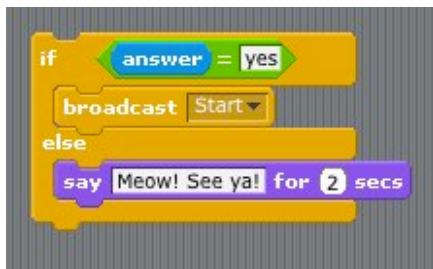 if answer = yes
broadcast Start
else
say Meow! See ya! for 2 secs